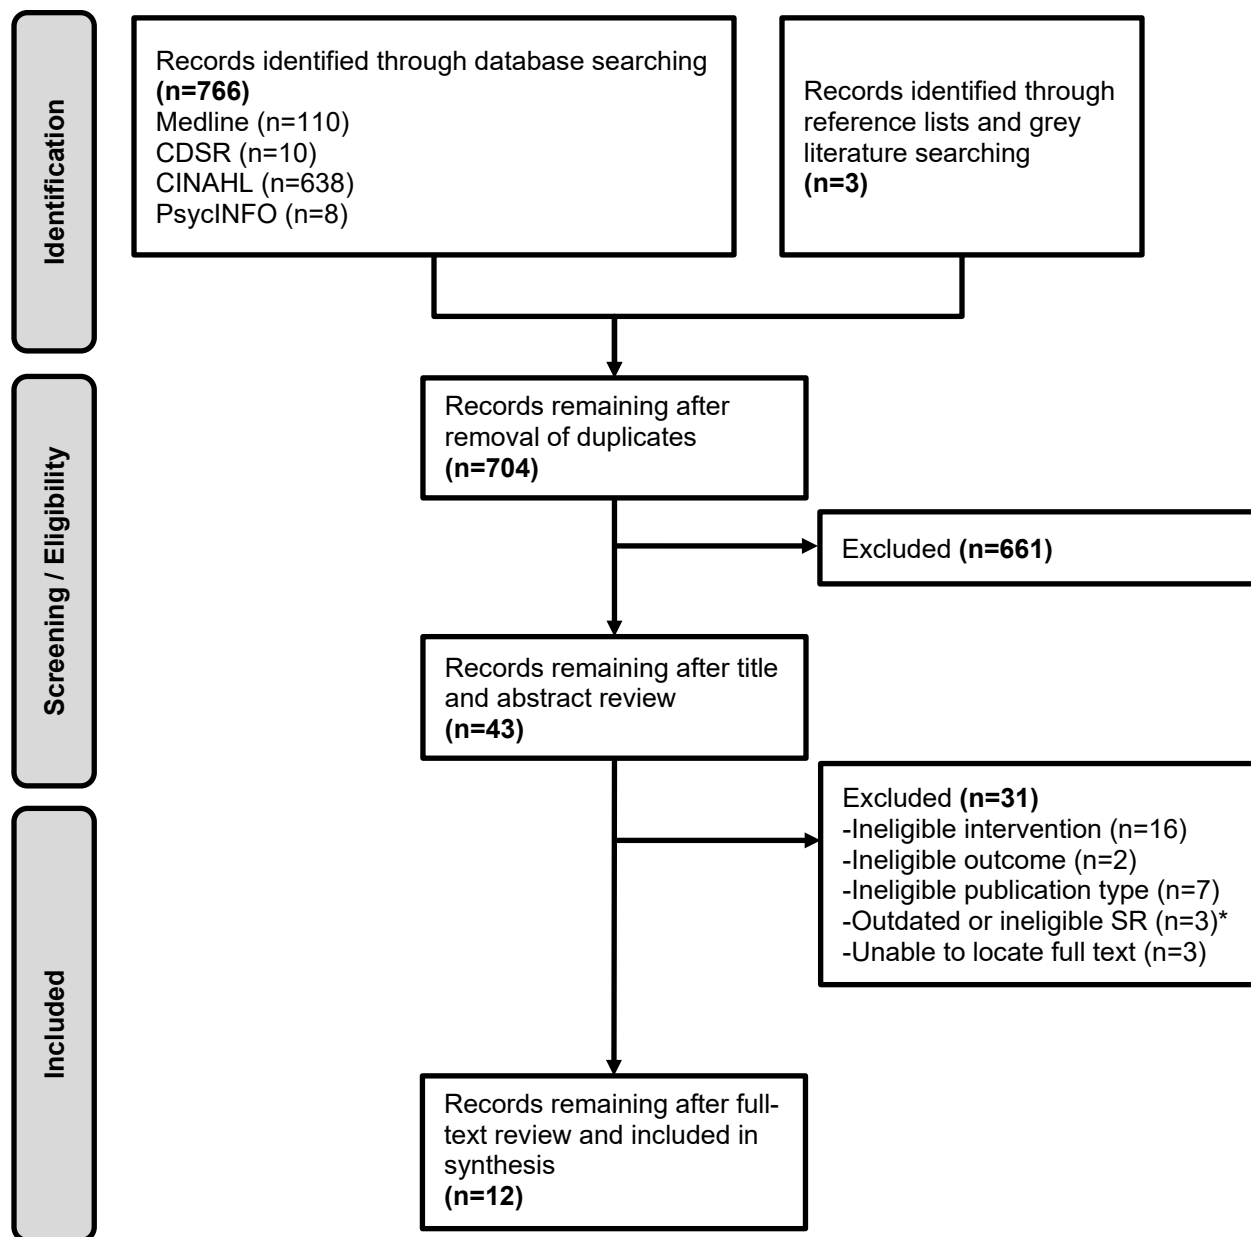 Identification
Records identified through database searching
(n=766)
Medline (n=110)
CDSR (n=10)
CINAHL (n=638)
PsycINFO (n=8)
Records identified through
reference lists and grey
literature searching
(n=3)
Screening / Eligibility
Records remaining after
removal of duplicates
(n=704)
Excluded (n=661)
Records remaining after title
and abstract review
(n=43)
Excluded (n=31)
-Ineligible intervention (n=16)
-Ineligible outcome (n=2)
-Ineligible publication type (n=7)
-Outdated or ineligible SR (n=3)*
-Unable to locate full text (n=3)
Included
Records remaining after full-
text review and included in
synthesis
(n=12)